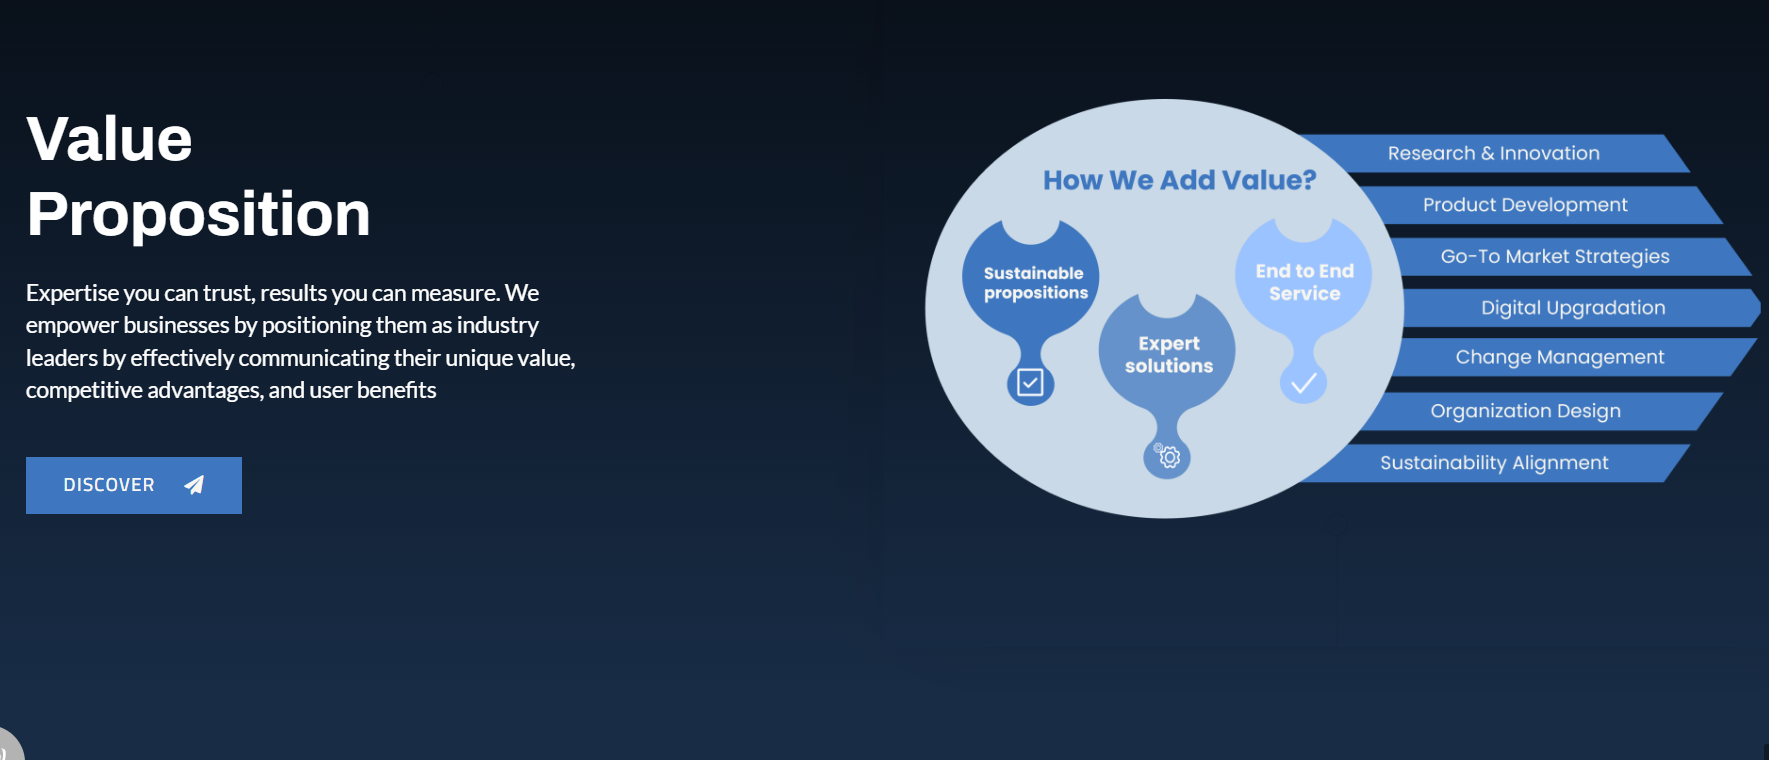 Value
Proposition
Expertise you can trust, results you can measure. We
empower businesses by positioning them as industry
leaders by effectively communicating their unique value,
competitive advantages, and user benefits
DISCOVER
How We Add Value?
Sustainable
propositions
Expert
solutions
End to End
Service
Research & Innovation
Product Development
Go-To Market Strategies
Digital Upgradation
Change Management
Organization Design
Sustainability Alignment